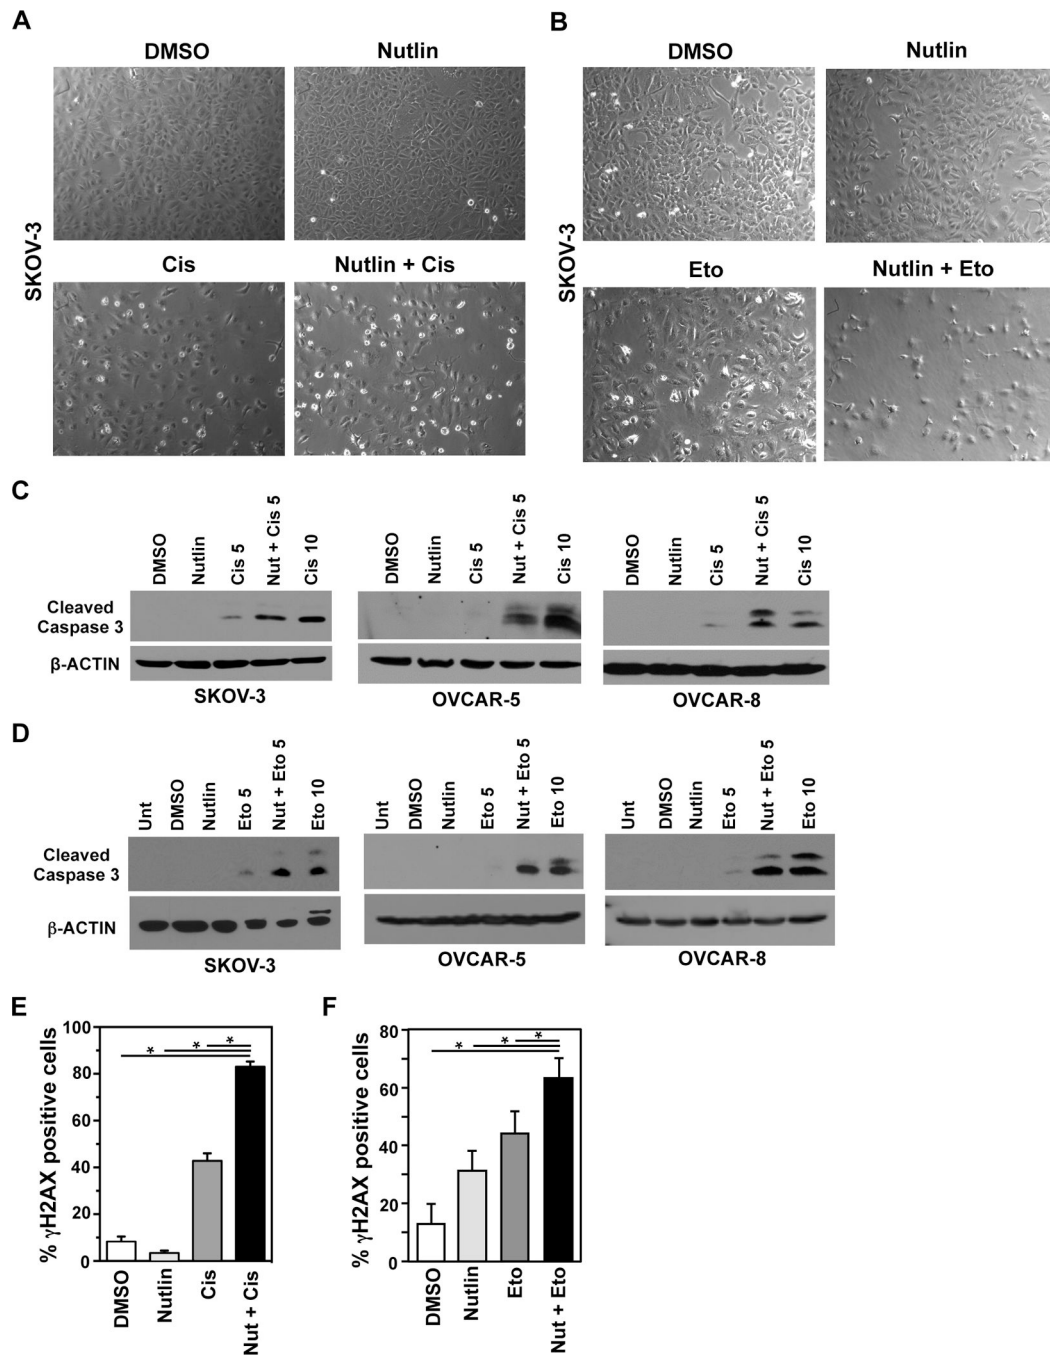 A
DMSO
Nutlin
SKOV-3
Cis
Nutlin + Cis
B
DMSO
Nutlin
SKOV-3
Eto
Nutlin + Eto
C
DMSO
Nutlin
Cis 5
Nut + Cis 5
Cis 10
DMSO
Nutlin
Cis 5
Nut + Cis 5
Cis 10
DMSO
Nutlin
Cis 5
Nut + Cis 5
Cis 10
Cleaved
Caspase 3
β-ACTIN
SKOV-3
OVCAR-5
OVCAR-8
D
Unt
DMSO
Nutlin
Eto 5
Nut + Eto 5
Eto 10
Unt
DMSO
Nutlin
Eto 5
Nut + Eto 5
Eto 10
Unt
DMSO
Nutlin
Eto 5
Nut + Eto 5
Eto 10
Cleaved
Caspase 3
β-ACTIN
SKOV-3
OVCAR-5
OVCAR-8
E
% γH2AX positive cells
100
80
60
40
20
0
* * *
DMSO
Nutlin
Cis
Nut + Cis
F
% γH2AX positive cells
80
60
40
20
0
* * *
DMSO
Nutlin
Eto
Nut + Eto